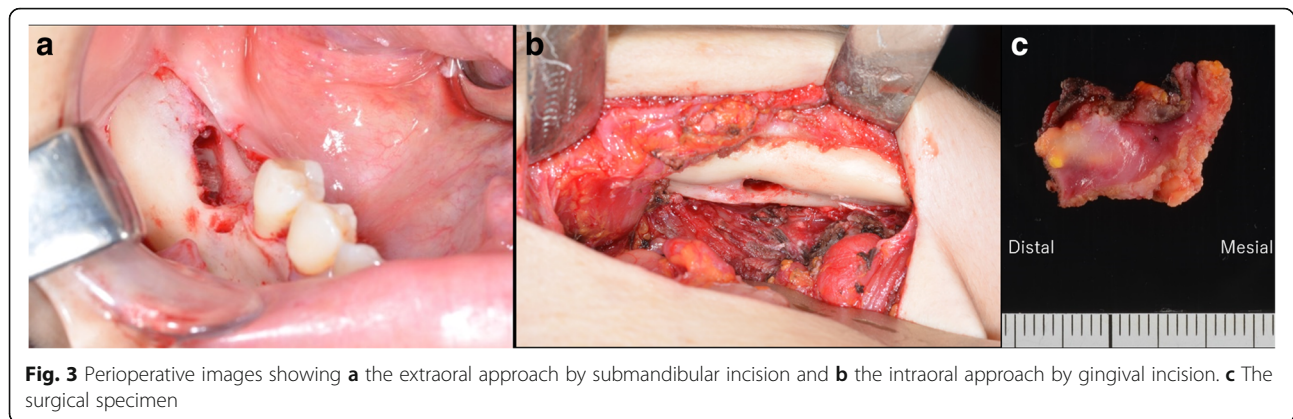 a
b
c
Distal Mesial
Fig. 3 Perioperative images showing a the extraoral approach by submandibular incision and b the intraoral approach by gingival incision. c The
surgical specimen